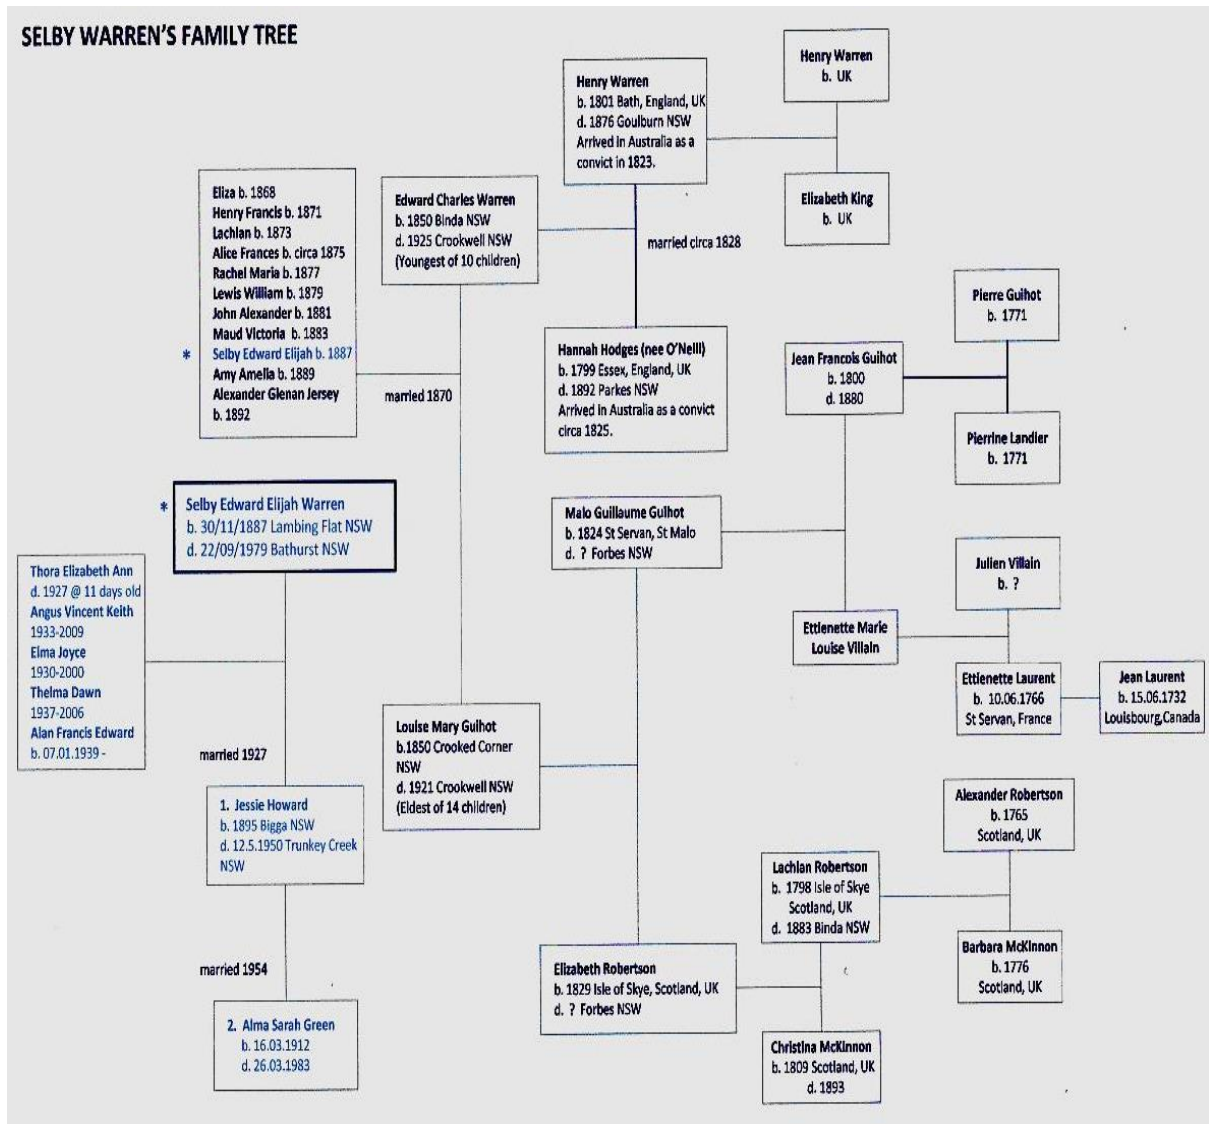 SELBY WARREN'S FAMILY TREE
Henry Warren
b. UK
Henry Warren
b. 1801 Bath, England, UK
d. 1876 Goulburn NSW
Arrived in Australia as a
convict in 1823.
Elizabeth King
b. UK
married circa 1828
Edward Charles Warren
b. 1850 Binda NSW
d. 1925 Crookwell NSW
(Youngest of 10 children)
Eliza b. 1868
Henry Francis b. 1871
Lachlan b. 1873
Alice Frances b. circa 1875
Rachel Maria b. 1877
Lewis William b. 1879
John Alexander b. 1881
Maud Victoria b. 1883
* Selby Edward Elijah b. 1887
Amy Amelia b. 1889
Alexander Glenan Jersey
b. 1892
married 1870
Hannah Hodges (nee O'Neill)
b. 1799 Essex, England, UK
d. 1892 Parkes NSW
Arrived in Australia as a convict
circa 1825.
Pierre Guihot
b. 1771
Jean Francois Guihot
b. 1800
d. 1880
Pierrine Landier
b. 1771
* Selby Edward Elijah Warren
b. 30/11/1887 Lambing Flat NSW
d. 22/09/1979 Bathurst NSW
Malo Guillaume Guihot
b. 1824 St Servan, St Malo
d. ? Forbes NSW
Julien Villain
b. ?
Thora Elizabeth Ann
d. 1927 @ 11 days old
Angus Vincent Keith
1933-2009
Elma Joyce
1930-2000
Thelma Dawn
1937-2006
Alan Francis Edward
b. 07.01.1939 -
Ettienette Marie
Louise Villain
Ettienette Laurent
b. 10.06.1766
St Servan, France
Jean Laurent
b. 15.06.1732
Louisbourg,Canada
married 1927
Louise Mary Guihot
b.1850 Crooked Corner
NSW
d. 1921 Crookwell NSW
(Eldest of 14 children)
1. Jessie Howard
b. 1895 Bigga NSW
d. 12.5.1950 Trunkey Creek
NSW
Alexander Robertson
b. 1765
Scotland, UK
Lachlan Robertson
b. 1798 Isle of Skye
Scotland, UK
d. 1883 Binda NSW
Barbara McKinnon
b. 1776
Scotland, UK
married 1954
Elizabeth Robertson
b. 1829 Isle of Skye, Scotland, UK
d. ? Forbes NSW
2. Alma Sarah Green
b. 16.03.1912
d. 26.03.1983
Christina McKinnon
b. 1809 Scotland, UK
d. 1893